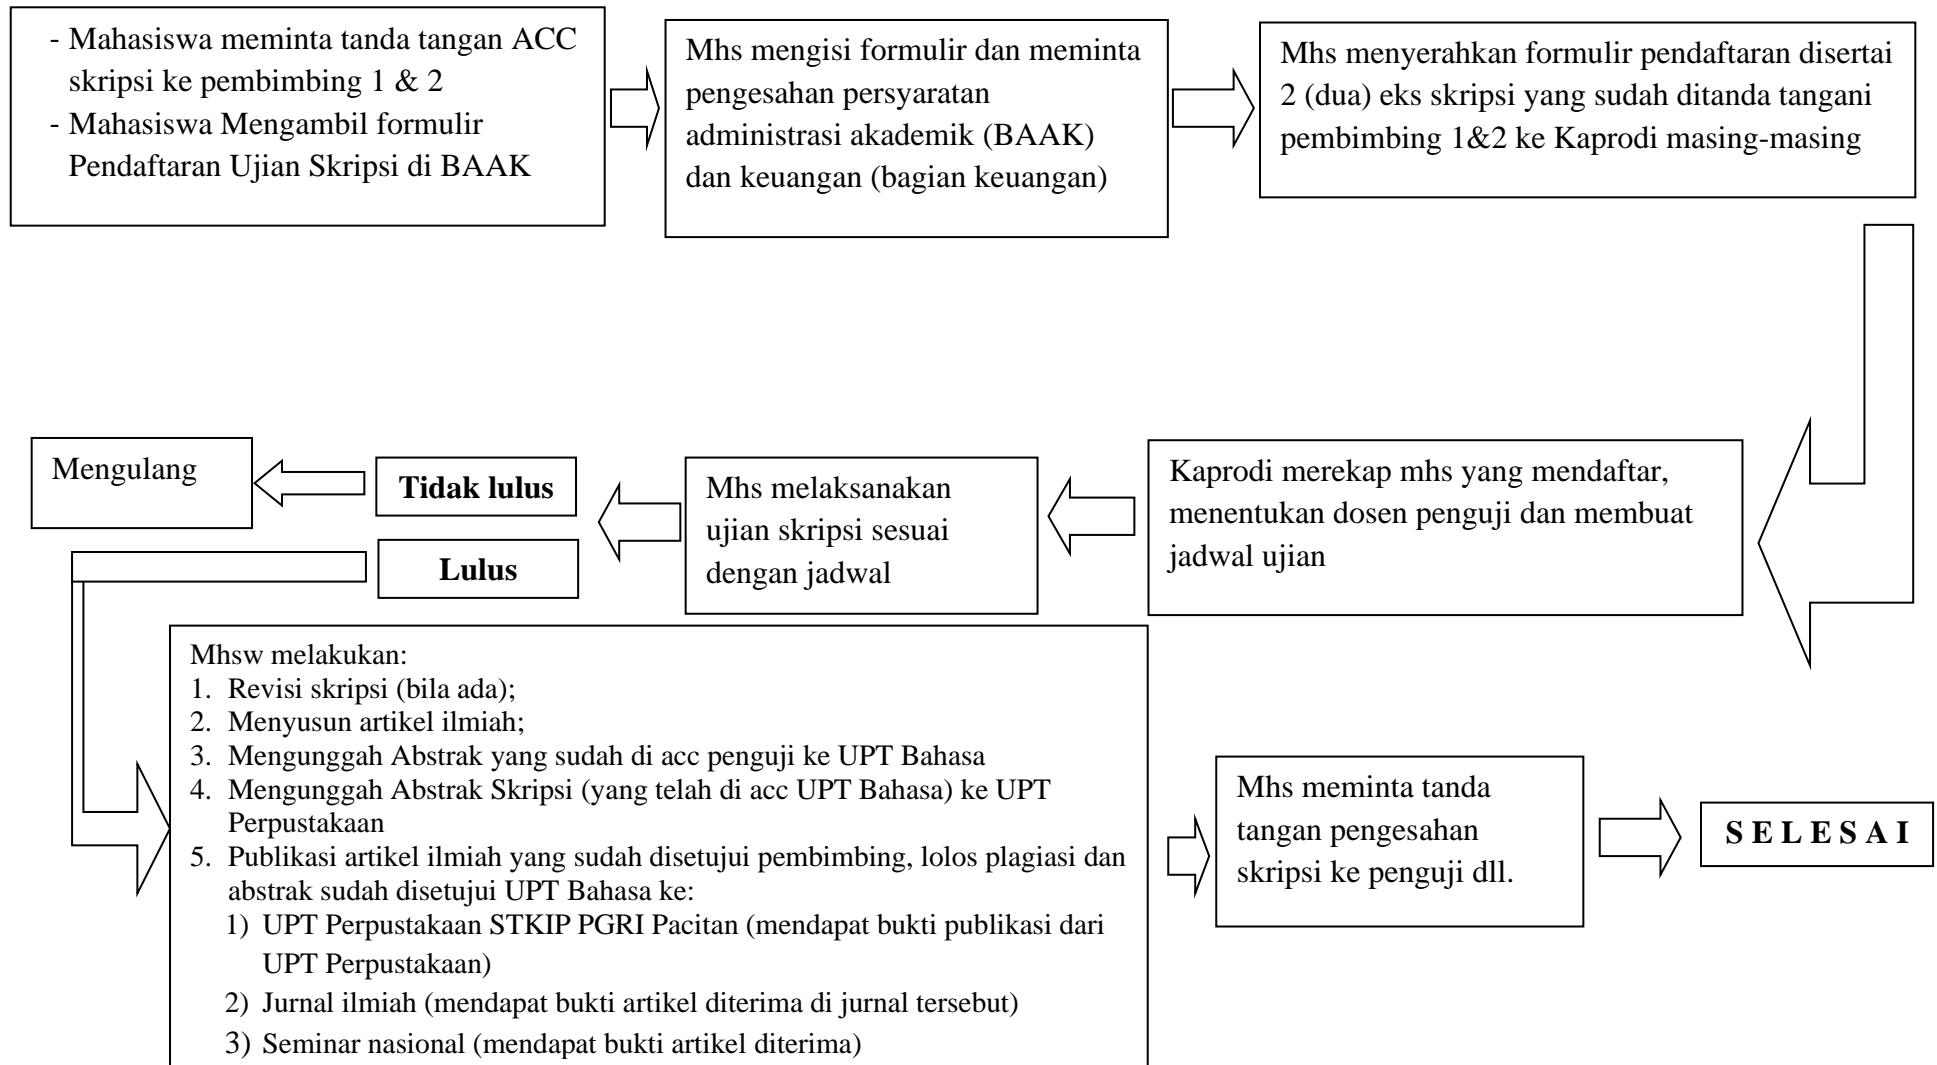 - Mahasiswa meminta tanda tangan ACC
skripsi ke pembimbing 1 & 2
- Mahasiswa Mengambil formulir
Pendaftaran Ujian Skripsi di BAAK
Mhs mengisi formulir dan meminta
pengesahan persyaratan
administrasi akademik (BAAK)
dan keuangan (bagian keuangan)
Mhs menyerahkan formulir pendaftaran disertai
2 (dua) eks skripsi yang sudah ditanda tangani
pembimbing 1&2 ke Kaprodi masing-masing
Kaprodi merekap mhs yang mendaftar,
menentukan dosen penguji dan membuat
jadwal ujian
Mhs melaksanakan
ujian skripsi sesuai
dengan jadwal
Tidak lulus
Mengulang
Lulus
Mhsw melakukan:
1. Revisi skripsi (bila ada);
2. Menyusun artikel ilmiah;
3. Mengunggah Abstrak yang sudah di acc penguji ke UPT Bahasa
4. Mengunggah Abstrak Skripsi (yang telah di acc UPT Bahasa) ke UPT
Perpustakaan
5. Publikasi artikel ilmiah yang sudah disetujui pembimbing, lolos plagiasi dan
abstrak sudah disetujui UPT Bahasa ke:
1) UPT Perpustakaan STKIP PGRI Pacitan (mendapat bukti publikasi dari
UPT Perpustakaan)
2) Jurnal ilmiah (mendapat bukti artikel diterima di jurnal tersebut)
3) Seminar nasional (mendapat bukti artikel diterima)
Mhs meminta tanda
tangan pengesahan
skripsi ke penguji dll.
S E L E S A I